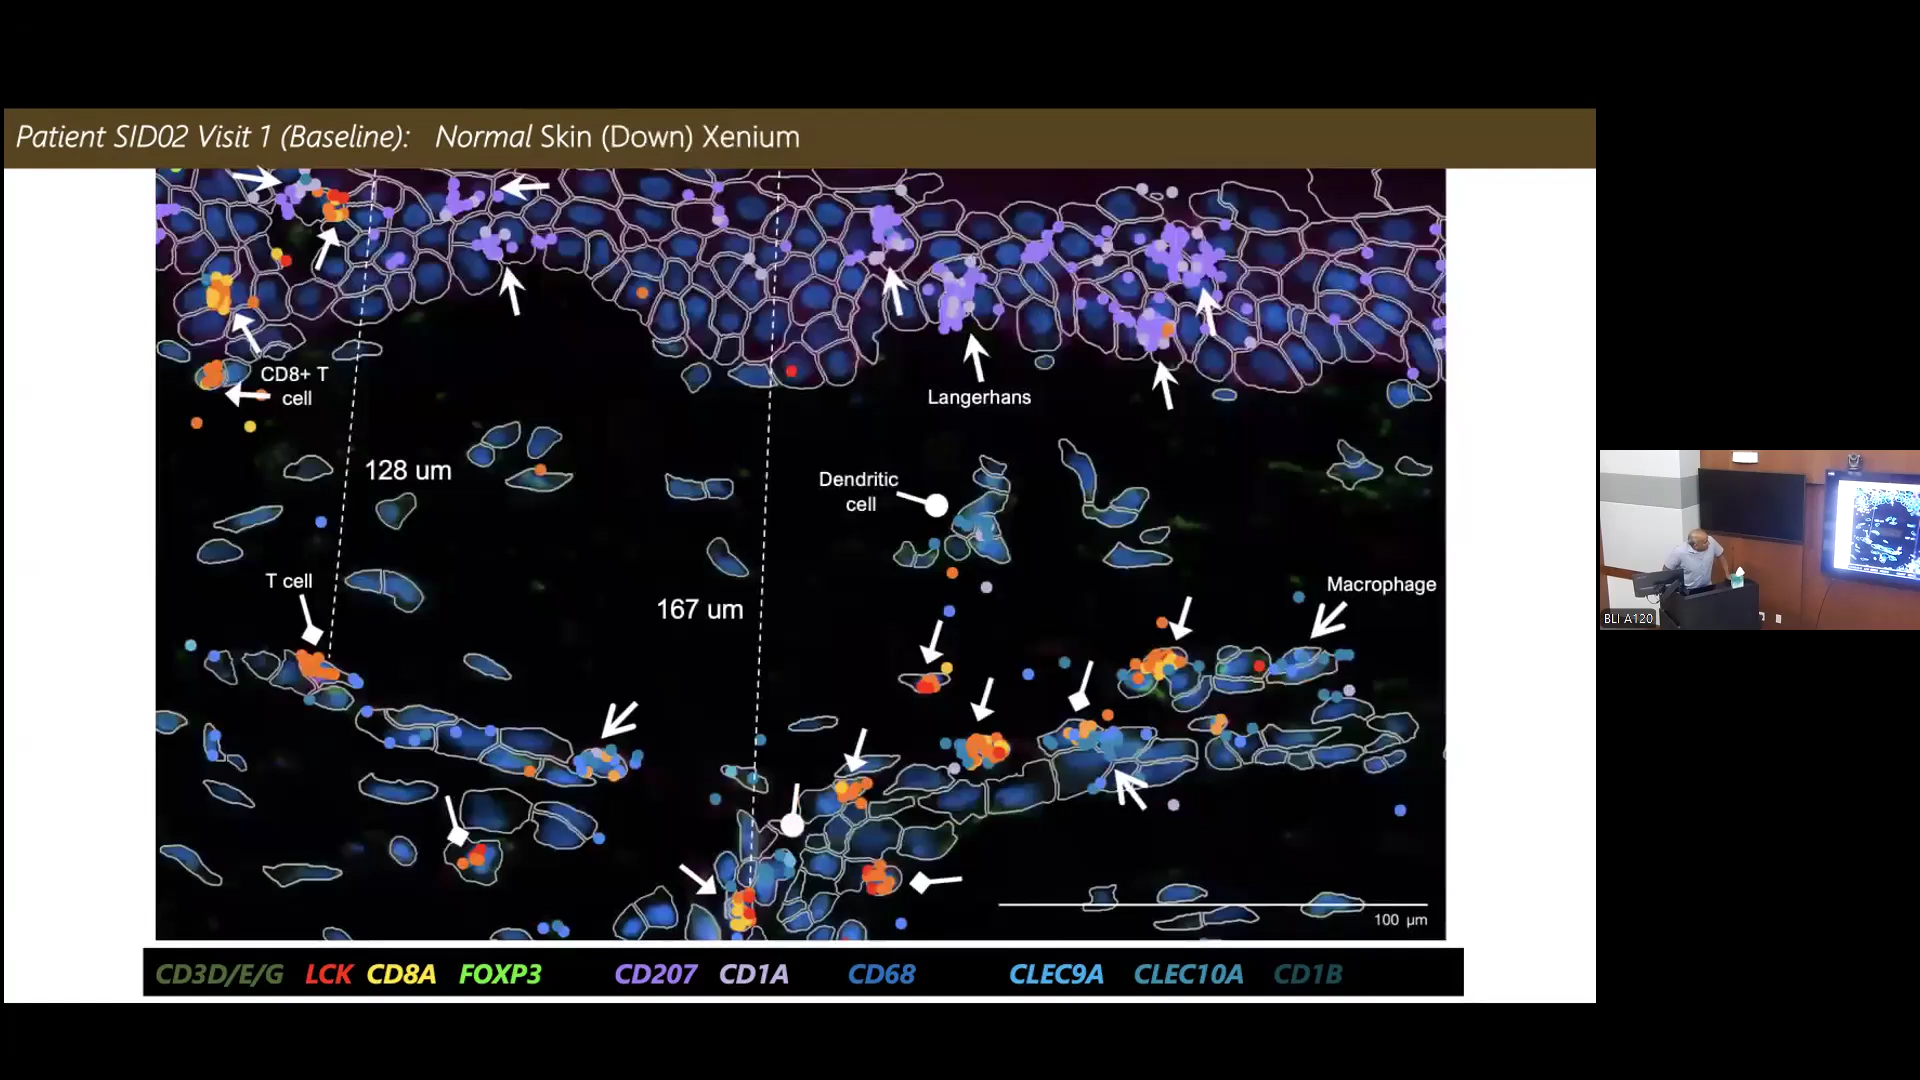 Patient SID02 Visit 1 (Baseline): Normal Skin (Down) Xenium
CD8+ T
cell
Langerhans
128 um
Dendritic
cell
T cell
167 um
Macrophage
100 µm
CD3D/E/G LCK CD8A FOXP3 CD207 CD1A CD68 CLEC9A CLEC10A CD1B
BLI A120